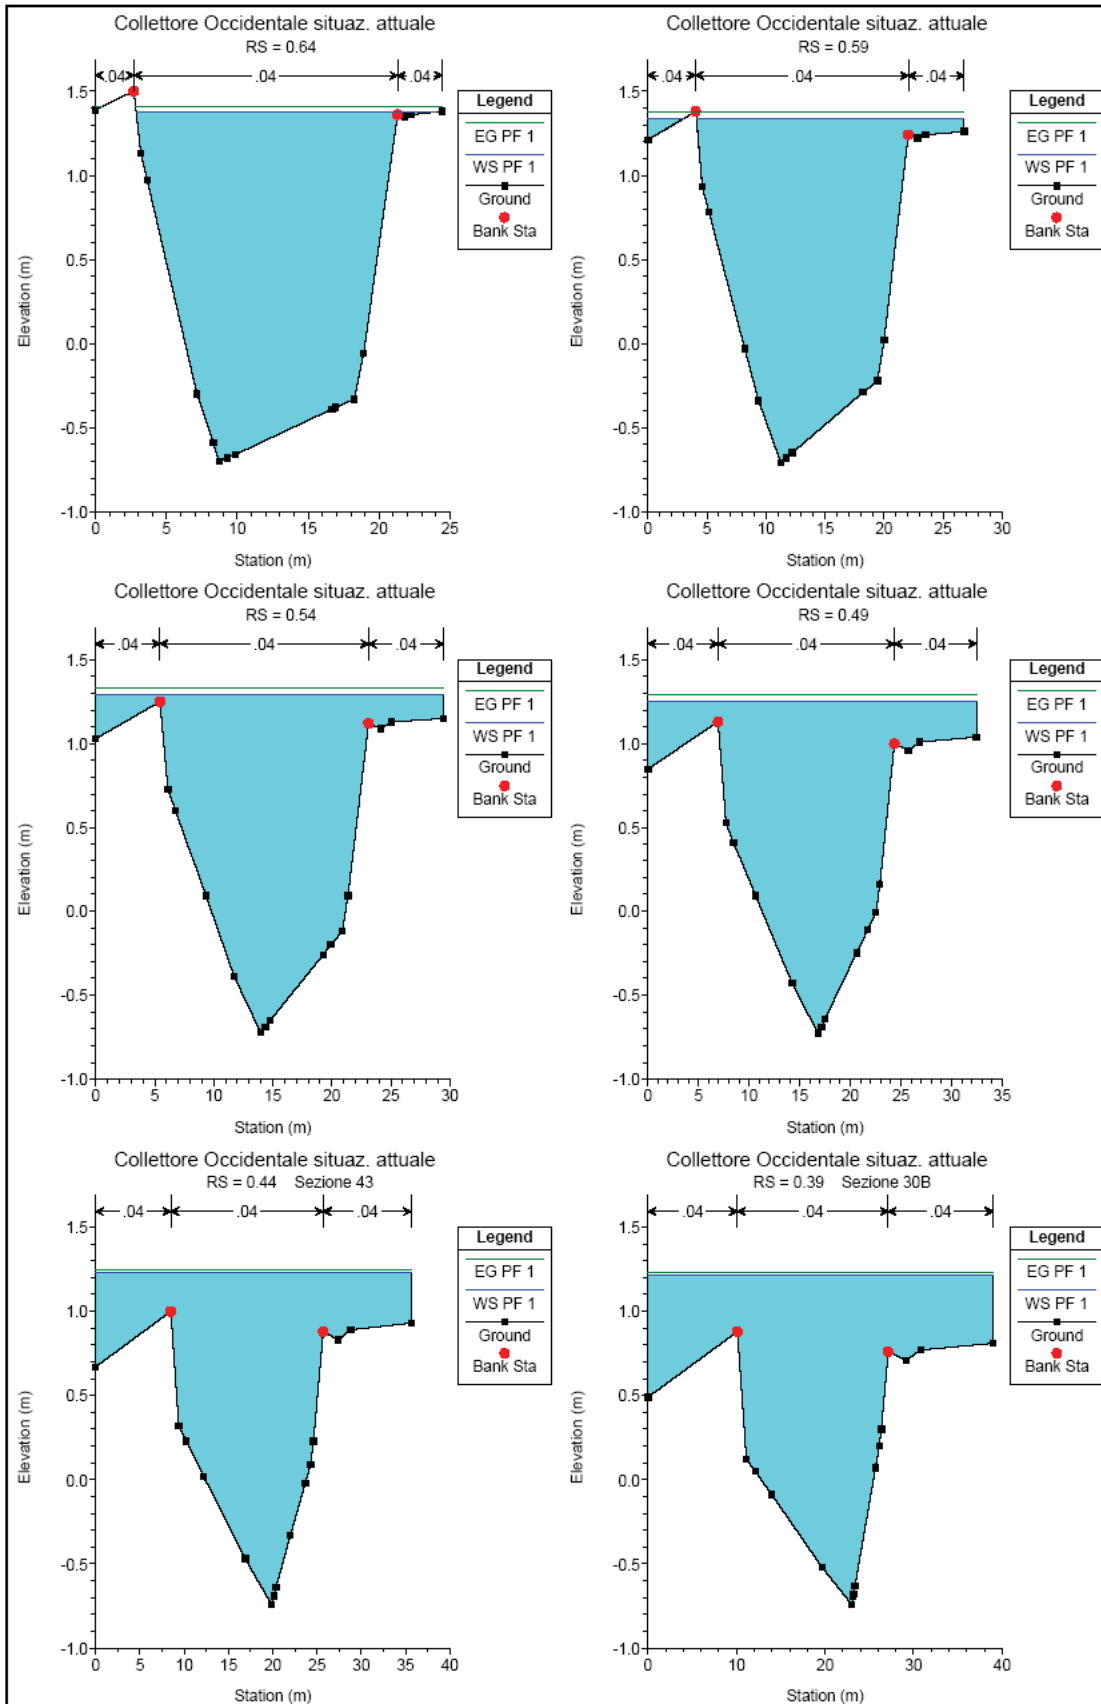 Collettore Occidentale situaz. attuale
RS = 0.64
.04 .04 .04
1.5
1.0
0.5
0.0
-0.5
-1.0
Elevation (m)
0 5 10 15 20 25
Station (m)
Legend
EG PF 1
WS PF 1
Ground
Bank Sta
Collettore Occidentale situaz. attuale
RS = 0.59
.04 .04 .04
1.5
1.0
0.5
0.0
-0.5
-1.0
Elevation (m)
0 5 10 15 20 25 30
Station (m)
Legend
EG PF 1
WS PF 1
Ground
Bank Sta
Collettore Occidentale situaz. attuale
RS = 0.54
.04 .04 .04
1.5
1.0
0.5
0.0
-0.5
-1.0
Elevation (m)
0 5 10 15 20 25 30
Station (m)
Legend
EG PF 1
WS PF 1
Ground
Bank Sta
Collettore Occidentale situaz. attuale
RS = 0.49
.04 .04 .04
1.5
1.0
0.5
0.0
-0.5
-1.0
Elevation (m)
0 5 10 15 20 25 30 35
Station (m)
Legend
EG PF 1
WS PF 1
Ground
Bank Sta
Collettore Occidentale situaz. attuale
RS = 0.44 Sezione 43
.04 .04 .04
1.5
1.0
0.5
0.0
-0.5
-1.0
Elevation (m)
0 5 10 15 20 25 30 35 40
Station (m)
Legend
EG PF 1
WS PF 1
Ground
Bank Sta
Collettore Occidentale situaz. attuale
RS = 0.39 Sezione 30B
.04 .04 .04
1.5
1.0
0.5
0.0
-0.5
-1.0
Elevation (m)
0 10 20 30 40
Station (m)
Legend
EG PF 1
WS PF 1
Ground
Bank Sta